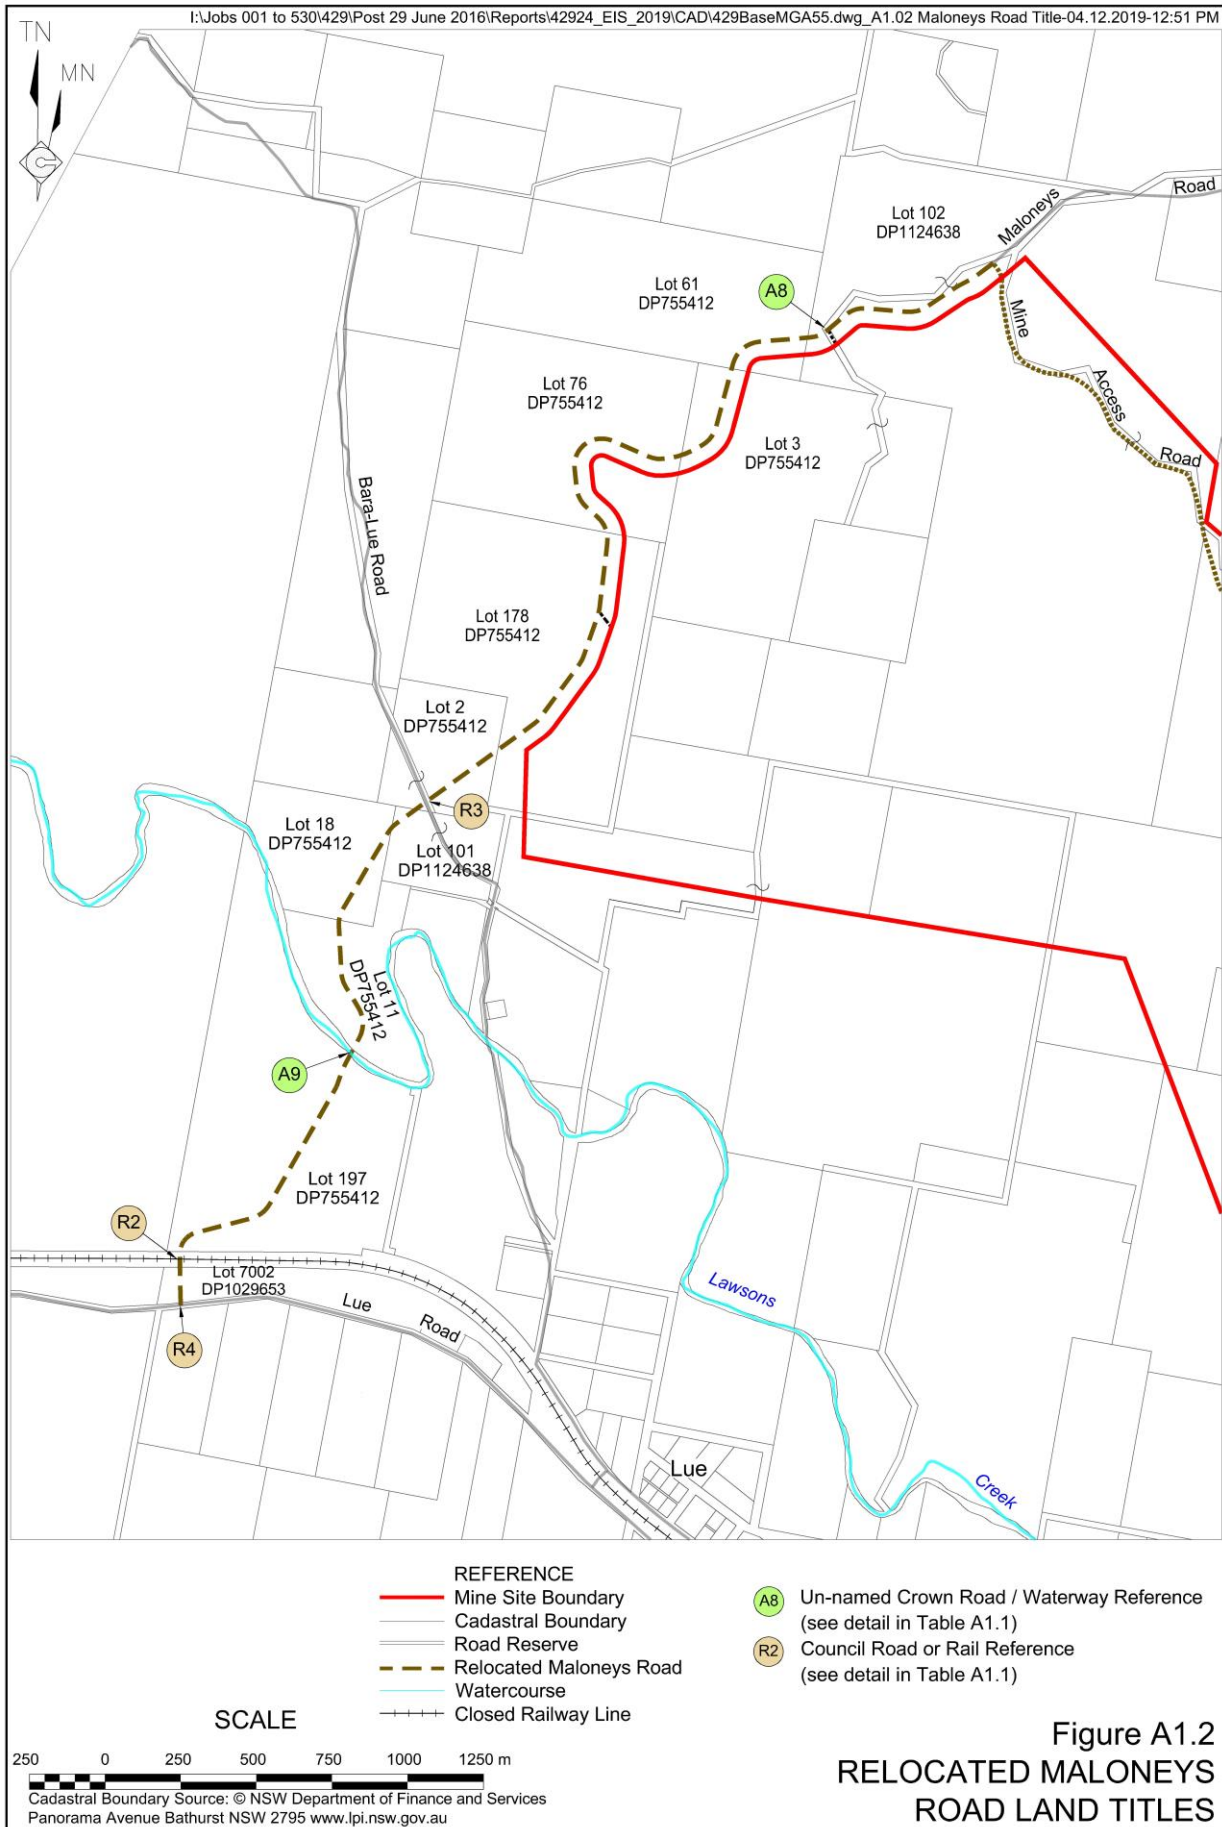 I:\Jobs 001 to 530\429\Post 29 June 2016\Reports\42924_EIS_2019\CAD\429BaseMGA55.dwg_A1.02 Maloneys Road Title-04.12.2019-12:51 PM
TN
MN
Lot 102
DP1124638
Maloneys
Road
Lot 61
DP755412
A8
Mine
Access
Road
Lot 76
DP755412
Lot 3
DP755412
Bara-Lue Road
Lot 178
DP755412
Lot 2
DP755412
R3
Lot 18
DP755412
Lot 101
DP1124638
Lot 11
DP755412
A9
Lot 197
DP755412
R2
Lot 7002
DP1029653
Lue
Road
R4
Lawsons
Creek
Lue
REFERENCE
Mine Site Boundary
Cadastral Boundary
Road Reserve
Relocated Maloneys Road
Watercourse
Closed Railway Line
A8 Un-named Crown Road / Waterway Reference
(see detail in Table A1.1)
R2 Council Road or Rail Reference
(see detail in Table A1.1)
SCALE
250 0 250 500 750 1000 1250 m
Cadastral Boundary Source: © NSW Department of Finance and Services
Panorama Avenue Bathurst NSW 2795 www.lpi.nsw.gov.au
Figure A1.2
RELOCATED MALONEYS
ROAD LAND TITLES